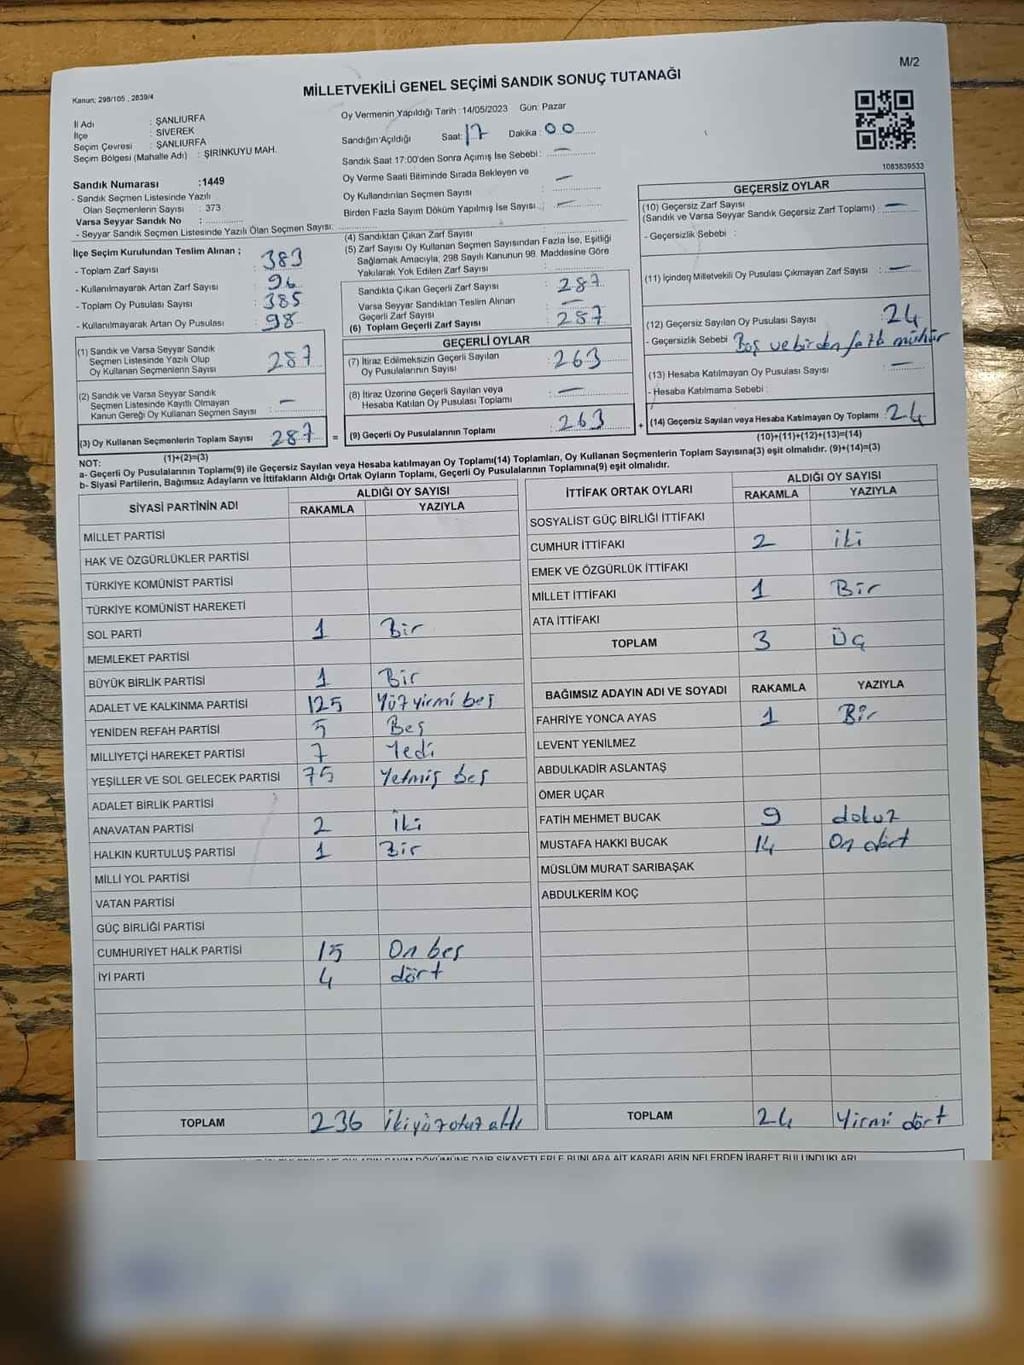 M/2
Kanun: 298/105 , 2839/4
MİLLETVEKİLİ GENEL SEÇİMİ SANDIK SONUÇ TUTANAĞI
İl Adı : ŞANLIURFA
İlçe : SİVEREK
Seçim Çevresi : ŞANLIURFA
Seçim Bölgesi (Mahalle Adı) : ŞİRİNKUYU MAH.
Oy Vermenin Yapıldığı Tarih : 14/05/2023 Gün: Pazar
Sandığın Açıldığı Saat: 17 Dakika : 00
Sandık Saat 17:00'den Sonra Açımış İse Sebebi : —
Oy Verme Saati Bitiminde Sırada Bekleyen ve
Oy Kullandırılan Seçmen Sayısı : —
Birden Fazla Sayım Döküm Yapılmış İse Sayısı : —
1083839533
Sandık Numarası :1449
- Sandık Seçmen Listesinde Yazılı
Olan Seçmenlerin Sayısı : 373
Varsa Seyyar Sandık No :
- Seyyar Sandık Seçmen Listesinde Yazılı Olan Seçmen Sayısı:
İlçe Seçim Kurulundan Teslim Alınan ;
- Toplam Zarf Sayısı 383
- Kullanılmayarak Artan Zarf Sayısı 96
- Toplam Oy Pusulası Sayısı 385
- Kullanılmayarak Artan Oy Pusulası 98
(1) Sandık ve Varsa Seyyar Sandık
Seçmen Listesinde Yazılı Olup
Oy Kullanan Seçmenlerin Sayısı 287
(2) Sandık ve Varsa Seyyar Sandık
Seçmen Listesinde Kayıtlı Olmayan
Kanun Gereği Oy Kullanan Seçmen Sayısı : —
(3) Oy Kullanan Seçmenlerin Toplam Sayısı 287 =
(1)+(2)=(3)
(4) Sandıktan Çıkan Zarf Sayısı
(5) Zarf Sayısı Oy Kullanan Seçmen Sayısından Fazla İse, Eşitliği
Sağlamak Amacıyla, 298 Sayılı Kanunun 98. Maddesine Göre
Yakılarak Yok Edilen Zarf Sayısı :
Sandıkta Çıkan Geçerli Zarf Sayısı : 287
Varsa Seyyar Sandıktan Teslim Alınan
Geçerli Zarf Sayısı : —
(6) Toplam Geçerli Zarf Sayısı : 287
GEÇERLİ OYLAR
(7) İtiraz Edilmeksizin Geçerli Sayılan
Oy Pusulalarının Sayısı : 263
(8) İtiraz Üzerine Geçerli Sayılan veya
Hesaba Katılan Oy Pusulası Toplamı : —
(9) Geçerli Oy Pusulalarının Toplamı : 263 +
GEÇERSİZ OYLAR
(10) Geçersiz Zarf Sayısı
(Sandık ve Varsa Seyyar Sandık Geçersiz Zarf Toplamı) : —
- Geçersizlik Sebebi :
(11) İçinden Milletvekili Oy Pusulası Çıkmayan Zarf Sayısı : —
(12) Geçersiz Sayılan Oy Pusulası Sayısı 24
- Geçersizlik Sebebi Boş ve birden fazla mühür
(13) Hesaba Katılmayan Oy Pusulası Sayısı : —
- Hesaba Katılmama Sebebi :
(14) Geçersiz Sayılan veya Hesaba Katılmayan Oy Toplamı : 24
(10)+(11)+(12)+(13)=(14)
NOT:
a- Geçerli Oy Pusulalarının Toplamı(9) ile Geçersiz Sayılan veya Hesaba katılmayan Oy Toplamı(14) Toplamları, Oy Kullanan Seçmenlerin Toplam Sayısına(3) eşit olmalıdır. (9)+(14)=(3)
b- Siyasi Partilerin, Bağımsız Adayların ve İttifakların Aldığı Ortak Oyların Toplamı, Geçerli Oy Pusulalarının Toplamına(9) eşit olmalıdır.
SİYASİ PARTİNİN ADI ALDIĞI OY SAYISI
RAKAMLA YAZIYLA
MİLLET PARTİSİ
HAK VE ÖZGÜRLÜKLER PARTİSİ
TÜRKİYE KOMÜNİST PARTİSİ
TÜRKİYE KOMÜNİST HAREKETİ
SOL PARTİ 1 Bir
MEMLEKET PARTİSİ
BÜYÜK BİRLİK PARTİSİ 1 Bir
ADALET VE KALKINMA PARTİSİ 125 Yüz yirmi beş
YENİDEN REFAH PARTİSİ 5 Beş
MİLLİYETÇİ HAREKET PARTİSİ 7 Yedi
YEŞİLLER VE SOL GELECEK PARTİSİ 75 Yetmiş beş
ADALET BİRLİK PARTİSİ
ANAVATAN PARTİSİ 2 İki
HALKIN KURTULUŞ PARTİSİ 1 Bir
MİLLİ YOL PARTİSİ
VATAN PARTİSİ
GÜÇ BİRLİĞİ PARTİSİ
CUMHURİYET HALK PARTİSİ 15 On beş
İYİ PARTİ 4 dört
TOPLAM 236 İkiyüz otuz altı
İTTİFAK ORTAK OYLARI ALDIĞI OY SAYISI
RAKAMLA YAZIYLA
SOSYALİST GÜÇ BİRLİĞİ İTTİFAKI
CUMHUR İTTİFAKI 2 iki
EMEK VE ÖZGÜRLÜK İTTİFAKI
MİLLET İTTİFAKI 1 Bir
ATA İTTİFAKI
TOPLAM 3 Üç
BAĞIMSIZ ADAYIN ADI VE SOYADI RAKAMLA YAZIYLA
FAHRİYE YONCA AYAS 1 Bir
LEVENT YENİLMEZ
ABDULKADİR ASLANTAŞ
ÖMER UÇAR
FATİH MEHMET BUCAK 9 dokuz
MUSTAFA HAKKI BUCAK 14 On dört
MÜSLÜM MURAT SARIBAŞAK
ABDULKERİM KOÇ
TOPLAM 24 Yirmi dört